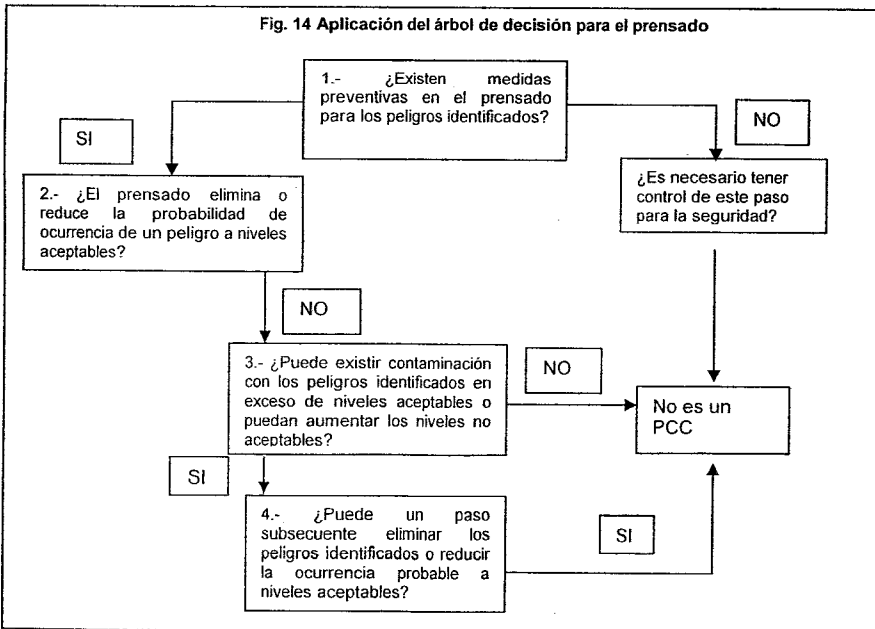 Fig. 14 Aplicación del árbol de decisión para el prensado
1.- ¿Existen medidas
preventivas en el prensado
para los peligros identificados?
SI
NO
2.- ¿El prensado elimina o
reduce la probabilidad de
ocurrencia de un peligro a niveles
aceptables?
¿Es necesario tener
control de este paso
para la seguridad?
NO
3.- ¿Puede existir contaminación
con los peligros identificados en
exceso de niveles aceptables o
puedan aumentar los niveles no
aceptables?
NO
No es un
PCC
SI
4.- ¿Puede un paso
subsecuente eliminar los
peligros identificados o reducir
la ocurrencia probable a
niveles aceptables?
SI